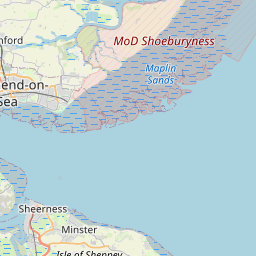 nford
MoD Shoeburyness
Maplin
Sands
end-on-
Sea
Sheerness
Minster
Isle of Sheppey